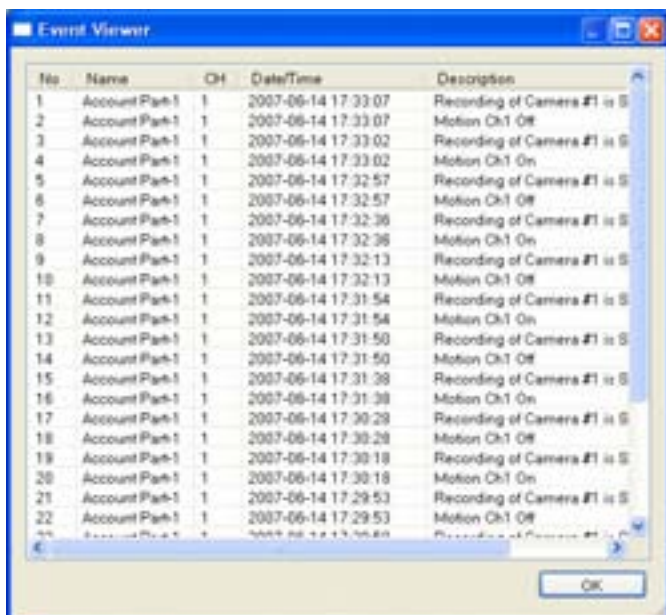 Event Viewer
No Name CH Date/Time Description
1 Account Part-1 1 2007-06-14 17:33:07 Recording of Camera #1 is S
2 Account Part-1 1 2007-06-14 17:33:07 Motion Ch1 Off
3 Account Part-1 1 2007-06-14 17:33:02 Recording of Camera #1 is S
4 Account Part-1 1 2007-06-14 17:33:02 Motion Ch1 On
5 Account Part-1 1 2007-06-14 17:32:57 Recording of Camera #1 is S
6 Account Part-1 1 2007-06-14 17:32:57 Motion Ch1 Off
7 Account Part-1 1 2007-06-14 17:32:36 Recording of Camera #1 is S
8 Account Part-1 1 2007-06-14 17:32:36 Motion Ch1 On
9 Account Part-1 1 2007-06-14 17:32:13 Recording of Camera #1 is S
10 Account Part-1 1 2007-06-14 17:32:13 Motion Ch1 Off
11 Account Part-1 1 2007-06-14 17:31:54 Recording of Camera #1 is S
12 Account Part-1 1 2007-06-14 17:31:54 Motion Ch1 On
13 Account Part-1 1 2007-06-14 17:31:50 Recording of Camera #1 is S
14 Account Part-1 1 2007-06-14 17:31:50 Motion Ch1 Off
15 Account Part-1 1 2007-06-14 17:31:38 Recording of Camera #1 is S
16 Account Part-1 1 2007-06-14 17:31:38 Motion Ch1 On
17 Account Part-1 1 2007-06-14 17:30:28 Recording of Camera #1 is S
18 Account Part-1 1 2007-06-14 17:30:28 Motion Ch1 Off
19 Account Part-1 1 2007-06-14 17:30:18 Recording of Camera #1 is S
20 Account Part-1 1 2007-06-14 17:30:18 Motion Ch1 On
21 Account Part-1 1 2007-06-14 17:29:53 Recording of Camera #1 is S
22 Account Part-1 1 2007-06-14 17:29:53 Motion Ch1 Off
OK